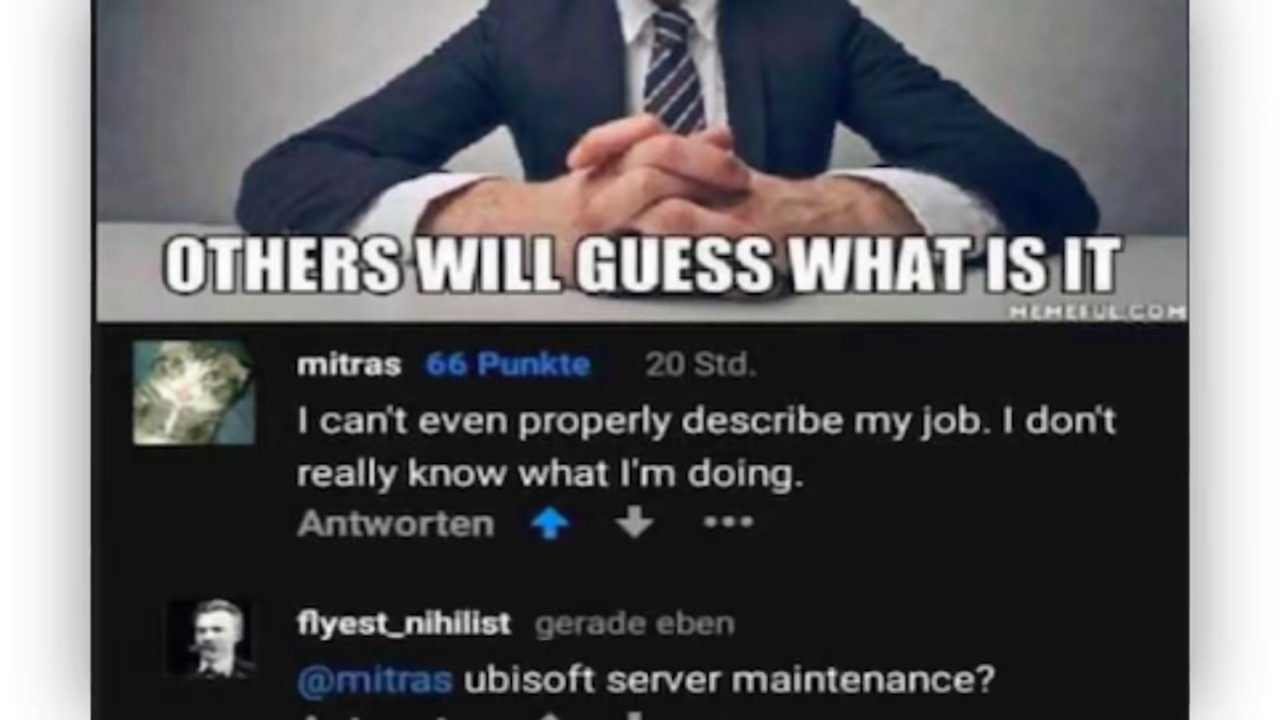 OTHERS WILL GUESS WHAT IS IT
MEMEFUL.COM
mitras 66 Punkte 20 Std.
I can't even properly describe my job. I don't
really know what I'm doing.
Antworten
flyest_nihilist gerade eben
@mitras ubisoft server maintenance?